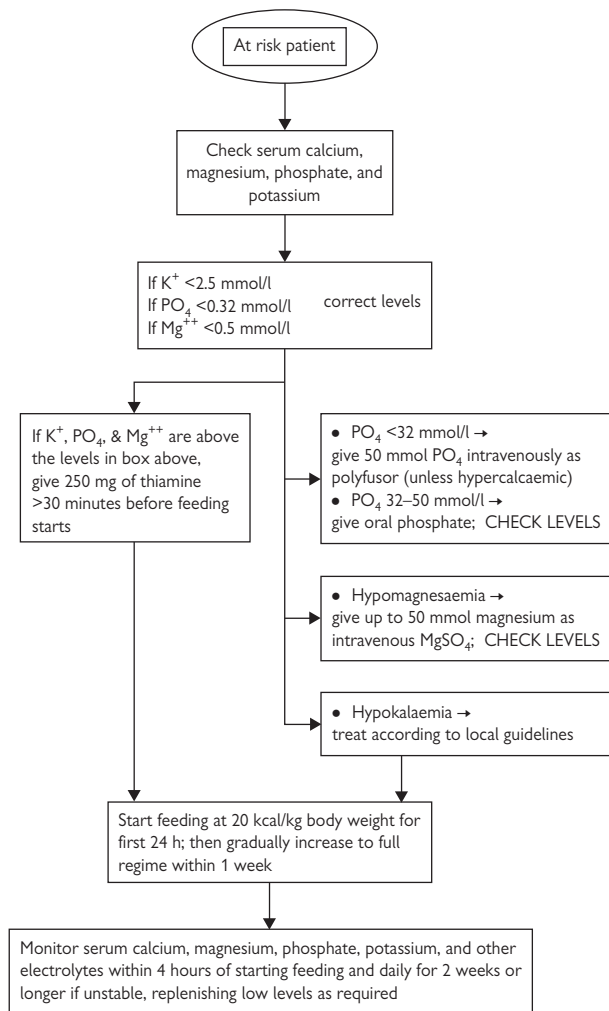 At risk patient
Check serum calcium,
magnesium, phosphate, and
potassium
If K⁺ <2.5 mmol/l
If PO₄ <0.32 mmol/l
If Mg⁺⁺ <0.5 mmol/l
correct levels
If K⁺, PO₄, & Mg⁺⁺ are above
the levels in box above,
give 250 mg of thiamine
>30 minutes before feeding
starts
● PO₄ <32 mmol/l →
give 50 mmol PO₄ intravenously as
polyfusor (unless hypercalcaemic)
● PO₄ 32–50 mmol/l →
give oral phosphate; CHECK LEVELS
● Hypomagnesaemia →
give up to 50 mmol magnesium as
intravenous MgSO₄; CHECK LEVELS
● Hypokalaemia →
treat according to local guidelines
Start feeding at 20 kcal/kg body weight for
first 24 h; then gradually increase to full
regime within 1 week
Monitor serum calcium, magnesium, phosphate, potassium, and other
electrolytes within 4 hours of starting feeding and daily for 2 weeks or
longer if unstable, replenishing low levels as required